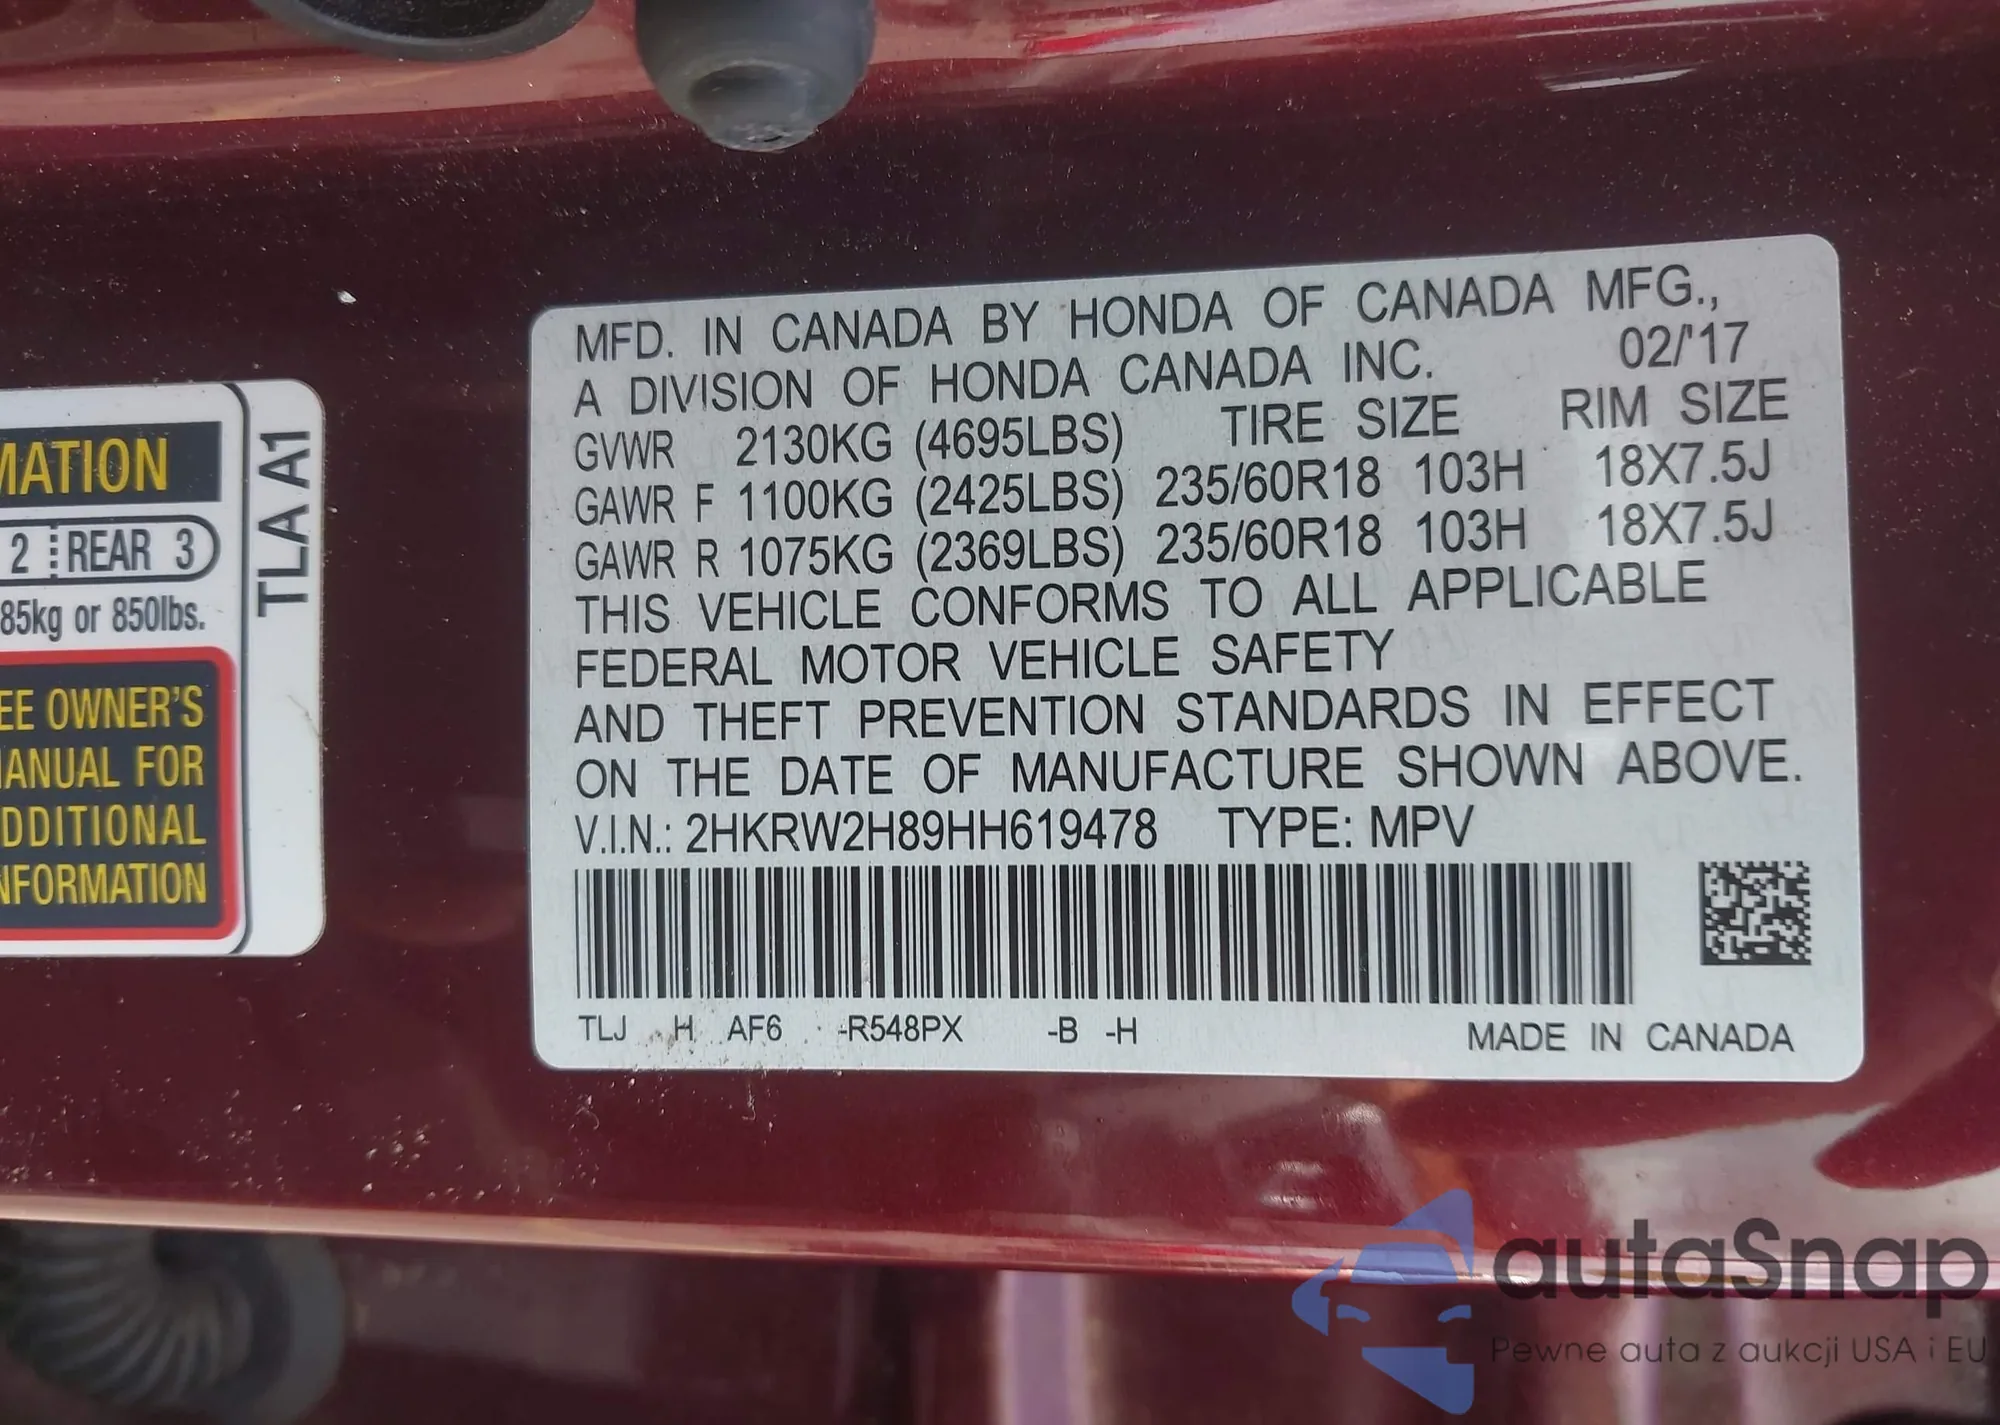 MATION
2 REAR 3
85kg or 850lbs.
EE OWNER'S
ANUAL FOR
DDITIONAL
NFORMATION
TLA A1
MFD. IN CANADA BY HONDA OF CANADA MFG.,
A DIVISION OF HONDA CANADA INC. 02/'17
GVWR 2130KG (4695LBS) TIRE SIZE RIM SIZE
GAWR F 1100KG (2425LBS) 235/60R18 103H 18X7.5J
GAWR R 1075KG (2369LBS) 235/60R18 103H 18X7.5J
THIS VEHICLE CONFORMS TO ALL APPLICABLE
FEDERAL MOTOR VEHICLE SAFETY
AND THEFT PREVENTION STANDARDS IN EFFECT
ON THE DATE OF MANUFACTURE SHOWN ABOVE.
V.I.N.: 2HKRW2H89HH619478 TYPE: MPV
TLJ H AF6 -R548PX -B -H MADE IN CANADA
autaSnap
Pewne auta z aukcji USA i EU